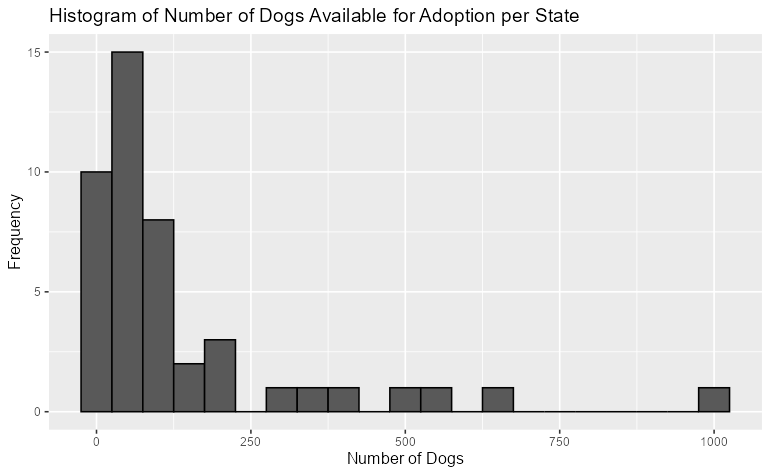 Histogram of Number of Dogs Available for Adoption per State
15
10
5
0
Frequency
0 250 500 750 1000
Number of Dogs